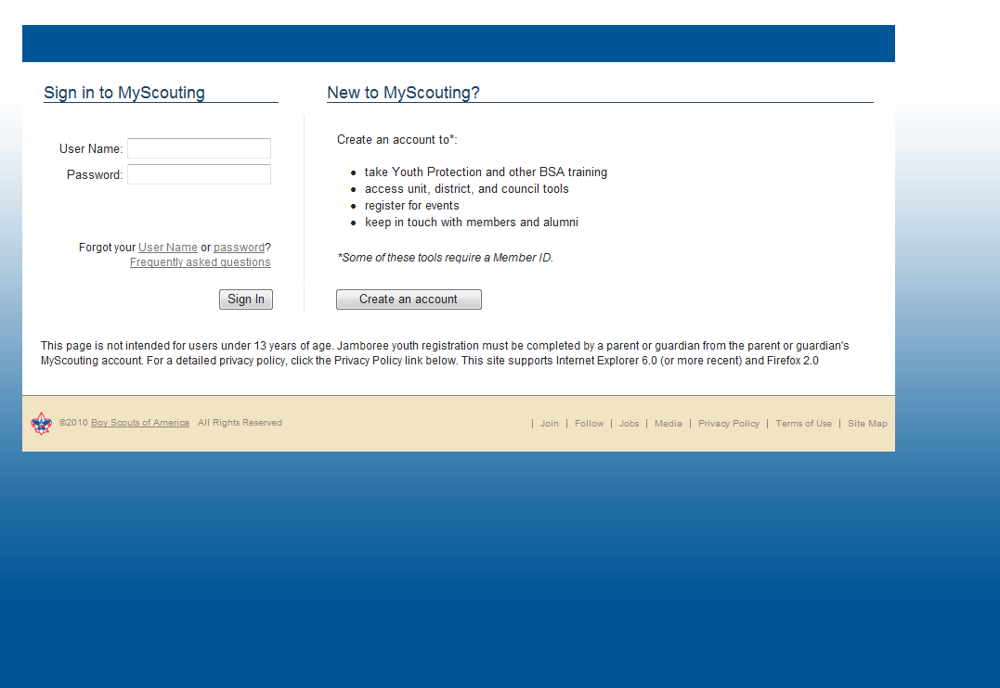 Sign in to MyScouting
User Name:
Password:
Forgot your User Name or password?
Frequently asked questions
Sign In
New to MyScouting?
Create an account to*:
• take Youth Protection and other BSA training
• access unit, district, and council tools
• register for events
• keep in touch with members and alumni
*Some of these tools require a Member ID.
Create an account
This page is not intended for users under 13 years of age. Jamboree youth registration must be completed by a parent or guardian from the parent or guardian's
MyScouting account. For a detailed privacy policy, click the Privacy Policy link below. This site supports Internet Explorer 6.0 (or more recent) and Firefox 2.0
©2010 Boy Scouts of America All Rights Reserved
| Join | Follow | Jobs | Media | Privacy Policy | Terms of Use | Site Map